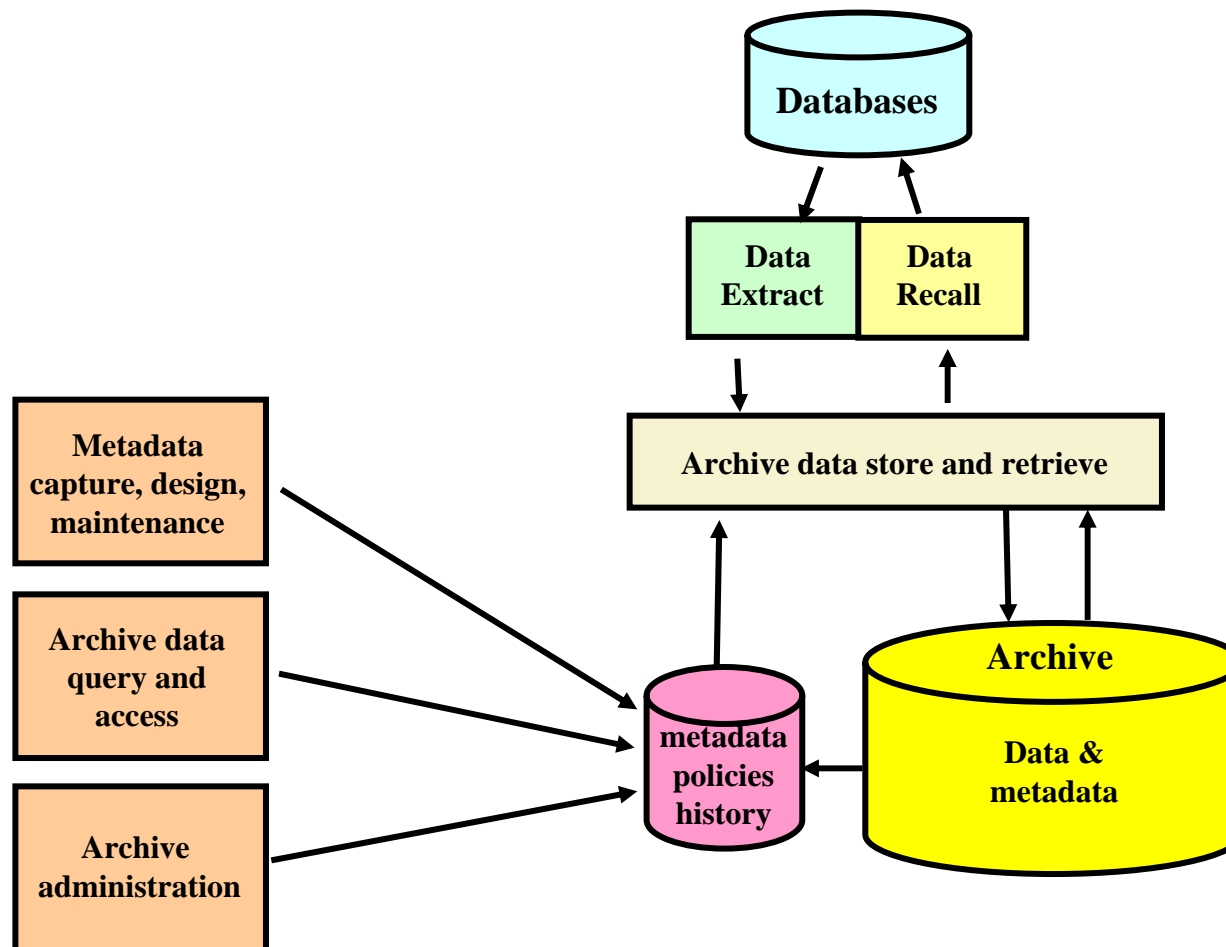 Databases
Data
Extract
Data
Recall
Archive data store and retrieve
Metadata
capture, design,
maintenance
Archive data
query and
access
Archive
administration
metadata
policies
history
Archive
Data &
metadata